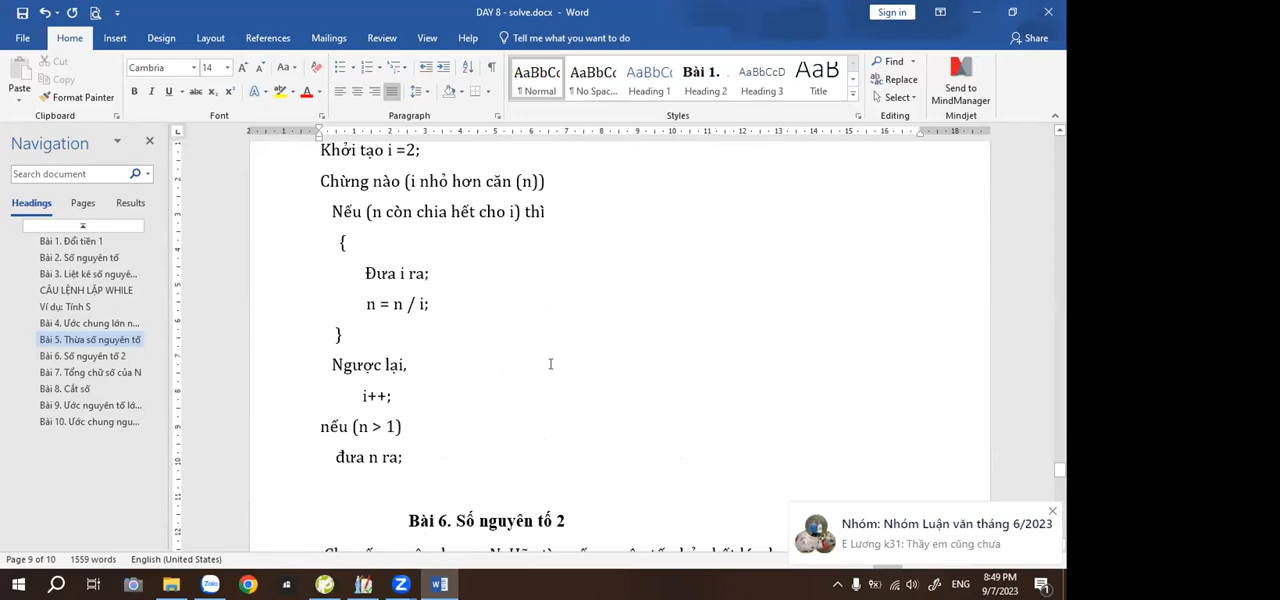 DAY 8 - solve.docx - Word
Sign in
File Home Insert Design Layout References Mailings Review View Help Tell me what you want to do Share
Paste
Cut
Copy
Format Painter
Clipboard
Cambria 14
Font
Paragraph
AaBbCc AaBbCc AaBbCc Bài 1. AaBbCcD AaB
¶ Normal ¶ No Spac... Heading 1 Heading 2 Heading 3 Title
Styles
Find
Replace
Select
Editing
Send to
MindManager
Mindjet
Navigation
Search document
Headings Pages Results
Bài 1. Đổi tiền 1
Bài 2. Số nguyên tố
Bài 3. Liệt kê số nguyê...
CÂU LỆNH LẶP WHILE
Ví dụ: Tính S
Bài 4. Ước chung lớn n...
Bài 5. Thừa số nguyên tố
Bài 6. Số nguyên tố 2
Bài 7. Tổng chữ số của N
Bài 8. Cắt số
Bài 9. Ước nguyên tố lớ...
Bài 10. Ước chung ngu...
Khởi tạo i =2;
Chừng nào (i nhỏ hơn căn (n))
Nếu (n còn chia hết cho i) thì
{
Đưa i ra;
n = n / i;
}
Ngược lại,
i++;
nếu (n > 1)
đưa n ra;
Bài 6. Số nguyên tố 2
Nhóm: Nhóm Luận văn tháng 6/2023
E Lương k31: Thầy em cũng chưa
Page 9 of 10 1559 words English (United States)
ENG
8:49 PM
9/7/2023